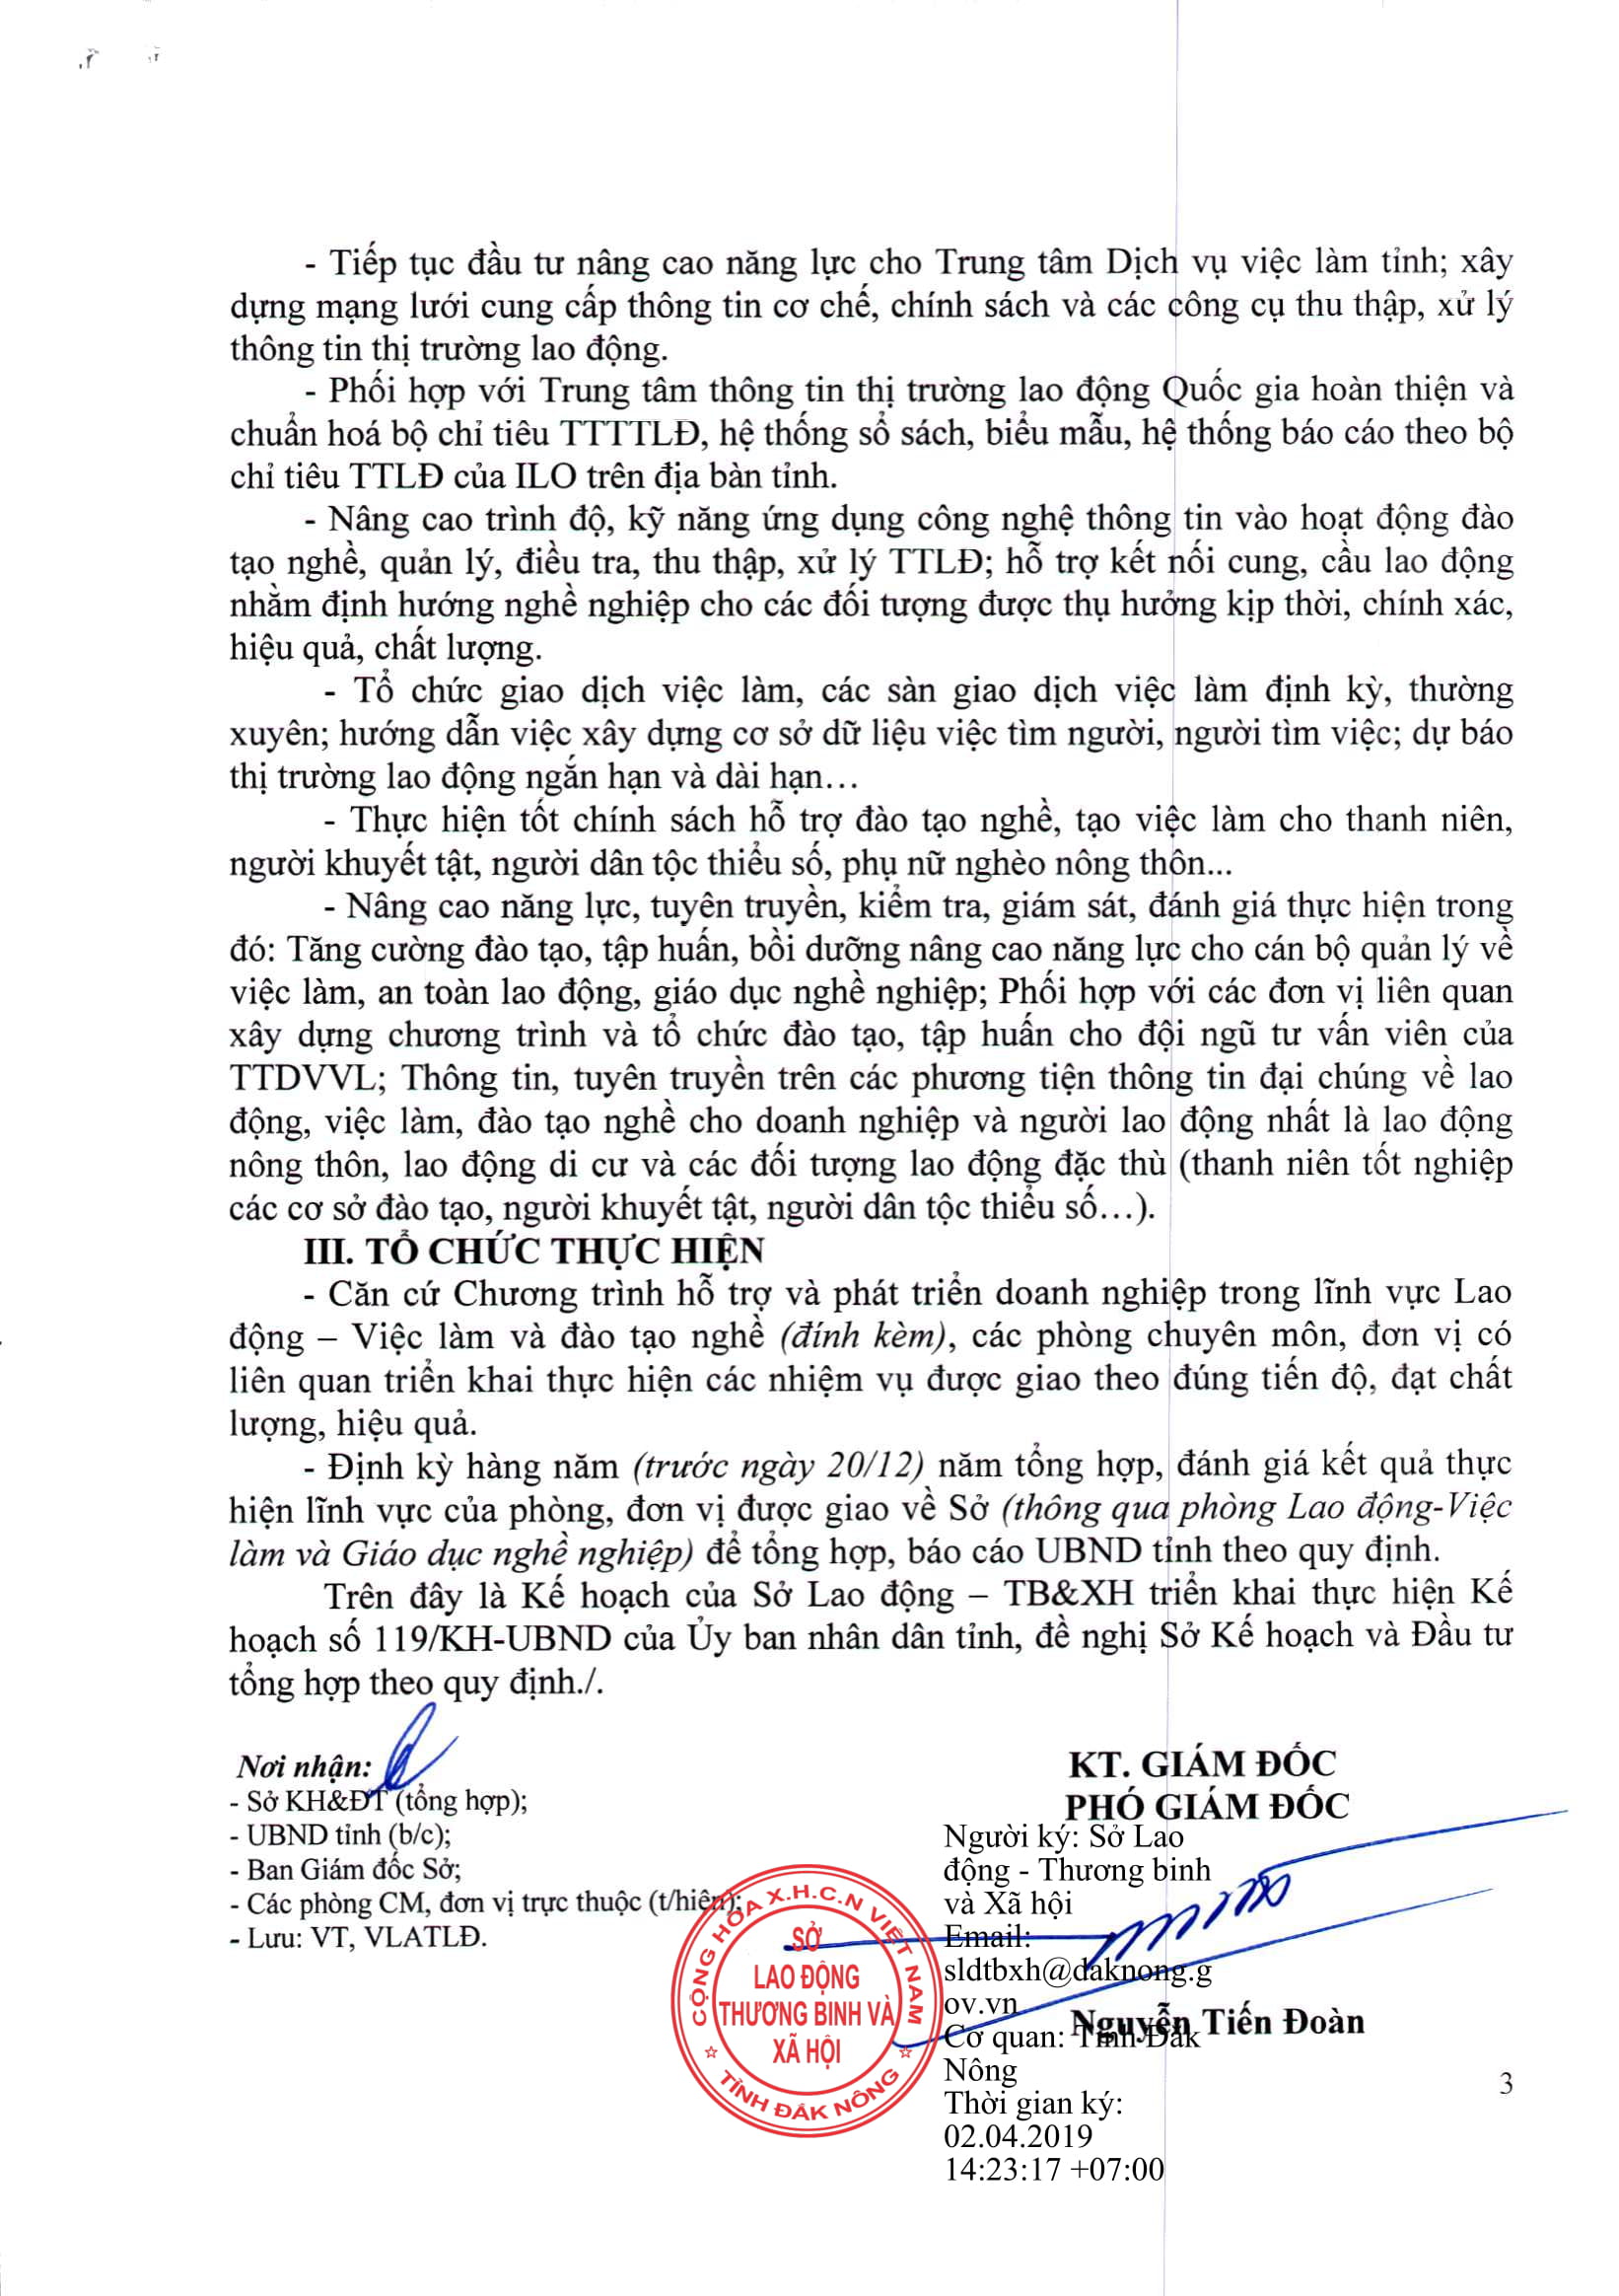 - Tiếp tục đầu tư nâng cao năng lực cho Trung tâm Dịch vụ việc làm tỉnh; xây
dựng mạng lưới cung cấp thông tin cơ chế, chính sách và các công cụ thu thập, xử lý
thông tin thị trường lao động.
- Phối hợp với Trung tâm thông tin thị trường lao động Quốc gia hoàn thiện và
chuẩn hoá bộ chỉ tiêu TTTTLĐ, hệ thống sổ sách, biểu mẫu, hệ thống báo cáo theo bộ
chỉ tiêu TTLĐ của ILO trên địa bàn tỉnh.
- Nâng cao trình độ, kỹ năng ứng dụng công nghệ thông tin vào hoạt động đào
tạo nghề, quản lý, điều tra, thu thập, xử lý TTLĐ; hỗ trợ kết nối cung, cầu lao động
nhằm định hướng nghề nghiệp cho các đối tượng được thụ hưởng kịp thời, chính xác,
hiệu quả, chất lượng.
- Tổ chức giao dịch việc làm, các sàn giao dịch việc làm định kỳ, thường
xuyên; hướng dẫn việc xây dựng cơ sở dữ liệu việc tìm người, người tìm việc; dự báo
thị trường lao động ngắn hạn và dài hạn…
- Thực hiện tốt chính sách hỗ trợ đào tạo nghề, tạo việc làm cho thanh niên,
người khuyết tật, người dân tộc thiểu số, phụ nữ nghèo nông thôn...
- Nâng cao năng lực, tuyên truyền, kiểm tra, giám sát, đánh giá thực hiện trong
đó: Tăng cường đào tạo, tập huấn, bồi dưỡng nâng cao năng lực cho cán bộ quản lý về
việc làm, an toàn lao động, giáo dục nghề nghiệp; Phối hợp với các đơn vị liên quan
xây dựng chương trình và tổ chức đào tạo, tập huấn cho đội ngũ tư vấn viên của
TTDVVL; Thông tin, tuyên truyền trên các phương tiện thông tin đại chúng về lao
động, việc làm, đào tạo nghề cho doanh nghiệp và người lao động nhất là lao động
nông thôn, lao động di cư và các đối tượng lao động đặc thù (thanh niên tốt nghiệp
các cơ sở đào tạo, người khuyết tật, người dân tộc thiểu số…).
III. TỔ CHỨC THỰC HIỆN
- Căn cứ Chương trình hỗ trợ và phát triển doanh nghiệp trong lĩnh vực Lao
động – Việc làm và đào tạo nghề (đính kèm), các phòng chuyên môn, đơn vị có
liên quan triển khai thực hiện các nhiệm vụ được giao theo đúng tiến độ, đạt chất
lượng, hiệu quả.
- Định kỳ hàng năm (trước ngày 20/12) năm tổng hợp, đánh giá kết quả thực
hiện lĩnh vực của phòng, đơn vị được giao về Sở (thông qua phòng Lao động-Việc
làm và Giáo dục nghề nghiệp) để tổng hợp, báo cáo UBND tỉnh theo quy định.
Trên đây là Kế hoạch của Sở Lao động – TB&XH triển khai thực hiện Kế
hoạch số 119/KH-UBND của Ủy ban nhân dân tỉnh, đề nghị Sở Kế hoạch và Đầu tư
tổng hợp theo quy định./.
Nơi nhận:
- Sở KH&ĐT (tổng hợp);
- UBND tỉnh (b/c);
- Ban Giám đốc Sở;
- Các phòng CM, đơn vị trực thuộc (t/hiện);
- Lưu: VT, VLATLĐ.
KT. GIÁM ĐỐC
PHÓ GIÁM ĐỐC
Người ký: Sở Lao
động - Thương binh
và Xã hội
Email:
sldtbxh@daknong.g
ov.vn
Cơ quan: Tỉnh Đắk
Nông
Thời gian ký:
02.04.2019
14:23:17 +07:00
Nguyễn Tiến Đoàn
CỘNG HÒA X.H.C.N VIỆT NAM
SỞ
LAO ĐỘNG
THƯƠNG BINH VÀ
XÃ HỘI
TỈNH ĐẮK NÔNG
3